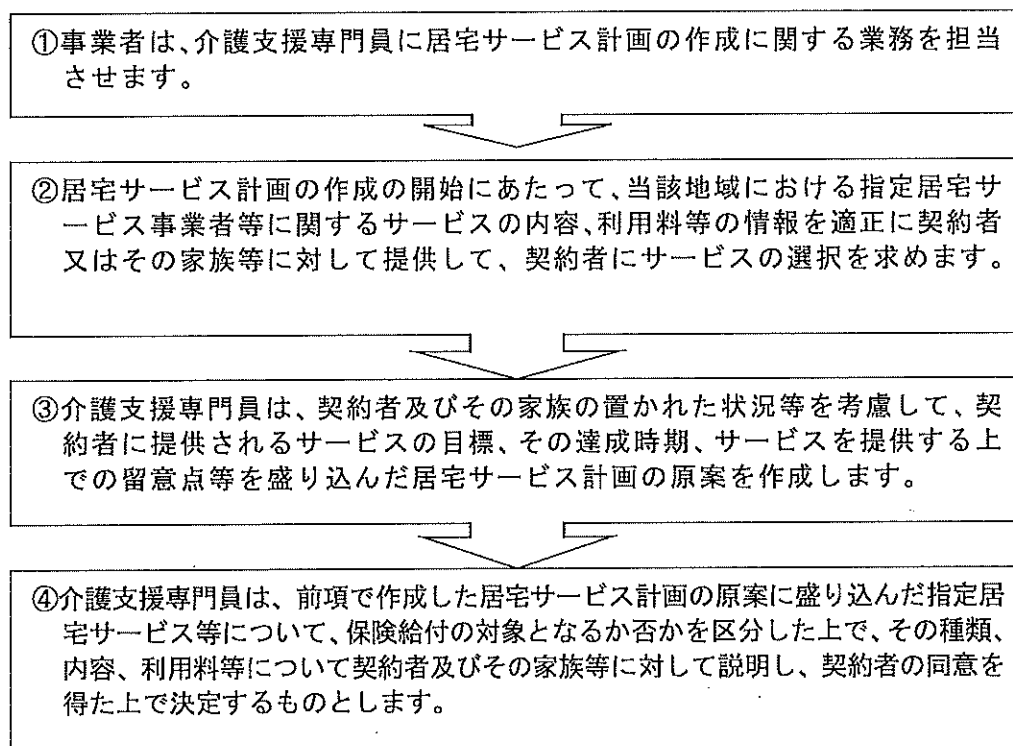 ①事業者は、介護支援専門員に居宅サービス計画の作成に関する業務を担当
させます。
②居宅サービス計画の作成の開始にあたって、当該地域における指定居宅サ
ービス事業者等に関するサービスの内容、利用料等の情報を適正に契約者
又はその家族等に対して提供して、契約者にサービスの選択を求めます。
③介護支援専門員は、契約者及びその家族の置かれた状況等を考慮して、契
約者に提供されるサービスの目標、その達成時期、サービスを提供する上
での留意点等を盛り込んだ居宅サービス計画の原案を作成します。
④介護支援専門員は、前項で作成した居宅サービス計画の原案に盛り込んだ指定居
宅サービス等について、保険給付の対象となるか否かを区分した上で、その種類、
内容、利用料等について契約者及びその家族等に対して説明し、契約者の同意を
得た上で決定するものとします。